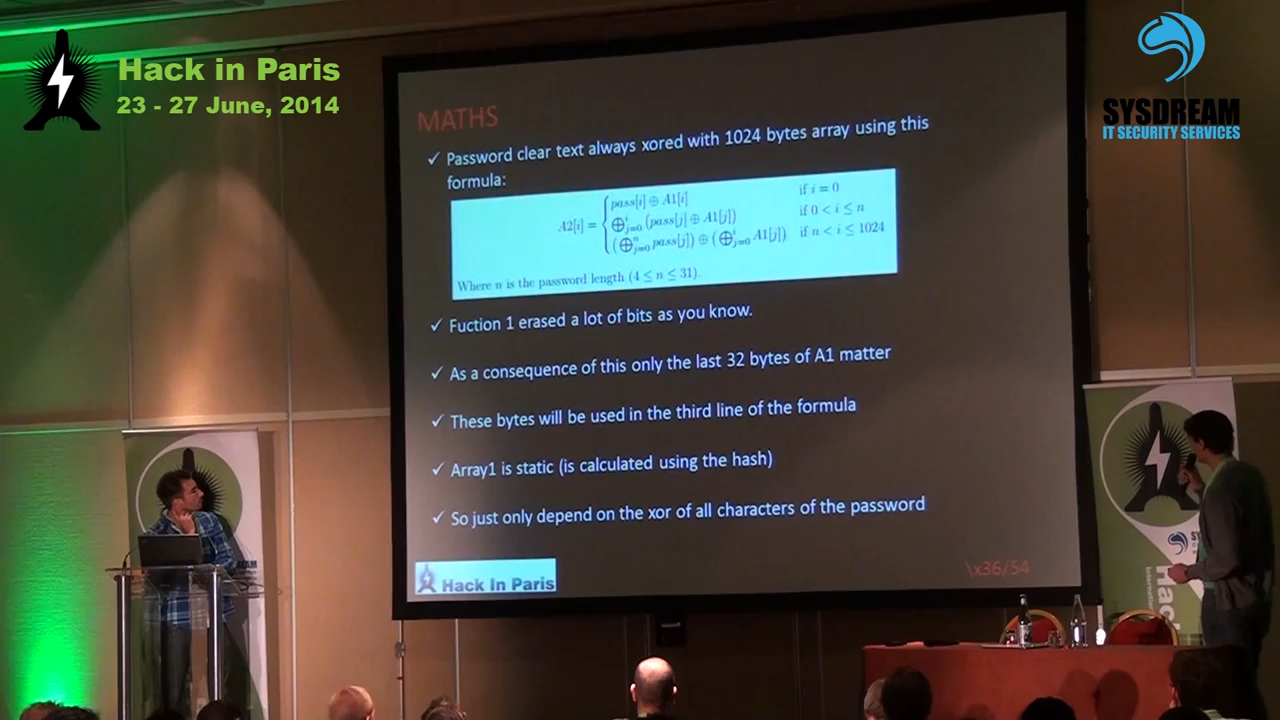 Hack in Paris
23 - 27 June, 2014
SYSDREAM
IT SECURITY SERVICES
MATHS
✓ Password clear text always xored with 1024 bytes array using this
formula:
A2[i] = { pass[i] ⊕ A1[i] if i = 0
⊕ⁱⱼ₌₀ (pass[j] ⊕ A1[j]) if 0 < i ≤ n
(⊕ⁿⱼ₌₀ pass[j]) ⊕ (⊕ⁱⱼ₌₀ A1[j]) if n < i ≤ 1024
Where n is the password length (4 ≤ n ≤ 31).
✓ Fuction 1 erased a lot of bits as you know.
✓ As a consequence of this only the last 32 bytes of A1 matter
✓ These bytes will be used in the third line of the formula
✓ Array1 is static (is calculated using the hash)
✓ So just only depend on the xor of all characters of the password
Hack In Paris
\x36/54